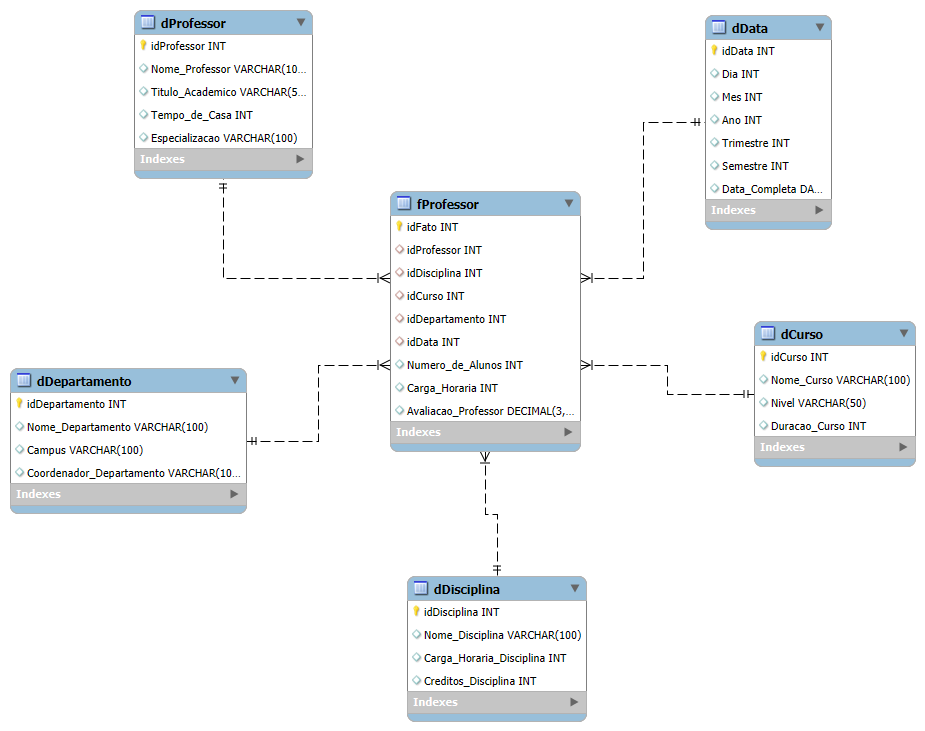 dProfessor
idProfessor INT
Nome_Professor VARCHAR(10...
Titulo_Academico VARCHAR(5...
Tempo_de_Casa INT
Especializacao VARCHAR(100)
Indexes
dData
idData INT
Dia INT
Mes INT
Ano INT
Trimestre INT
Semestre INT
Data_Completa DA...
Indexes
fProfessor
idFato INT
idProfessor INT
idDisciplina INT
idCurso INT
idDepartamento INT
idData INT
Numero_de_Alunos INT
Carga_Horaria INT
Avaliacao_Professor DECIMAL(3,...
Indexes
dCurso
idCurso INT
Nome_Curso VARCHAR(100)
Nivel VARCHAR(50)
Duracao_Curso INT
Indexes
dDepartamento
idDepartamento INT
Nome_Departamento VARCHAR(100)
Campus VARCHAR(100)
Coordenador_Departamento VARCHAR(10...
Indexes
dDisciplina
idDisciplina INT
Nome_Disciplina VARCHAR(100)
Carga_Horaria_Disciplina INT
Creditos_Disciplina INT
Indexes